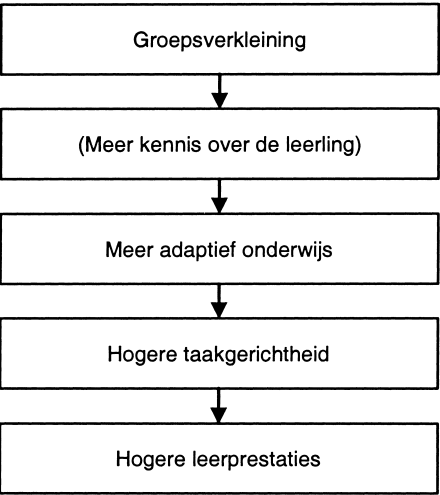 Groepsverkleining
(Meer kennis over de leerling)
Meer adaptief onderwijs
Hogere taakgerichtheid
Hogere leerprestaties